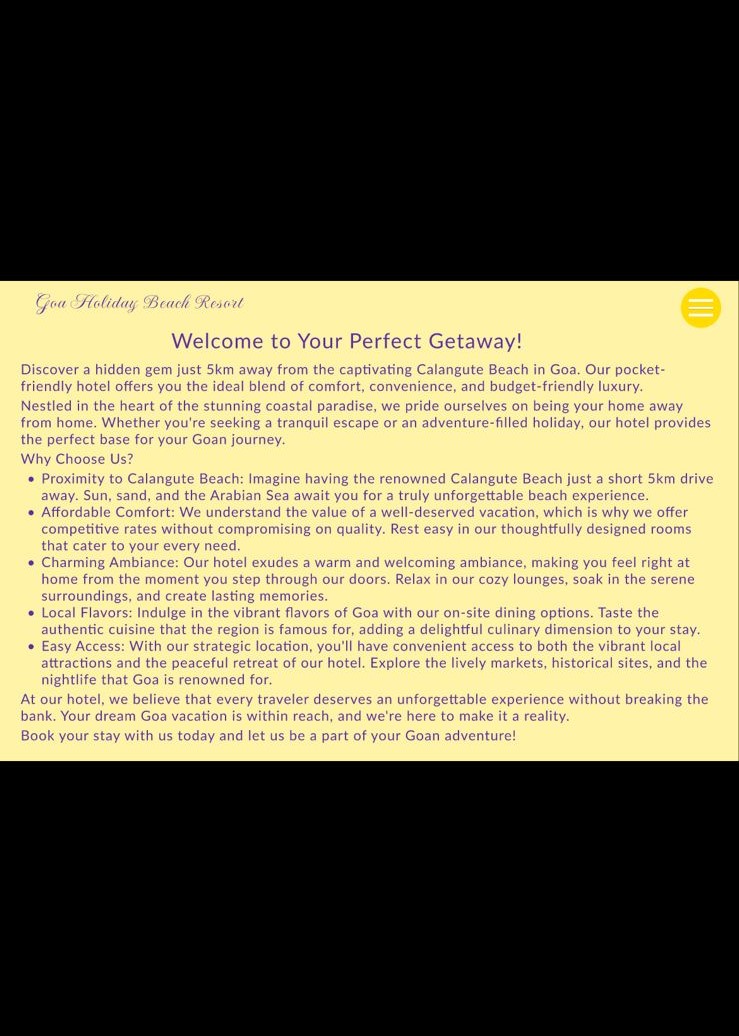 Goa Holiday Beach Resort
Welcome to Your Perfect Getaway!
Discover a hidden gem just 5km away from the captivating Calangute Beach in Goa. Our pocket-
friendly hotel offers you the ideal blend of comfort, convenience, and budget-friendly luxury.
Nestled in the heart of the stunning coastal paradise, we pride ourselves on being your home away
from home. Whether you're seeking a tranquil escape or an adventure-filled holiday, our hotel provides
the perfect base for your Goan journey.
Why Choose Us?
• Proximity to Calangute Beach: Imagine having the renowned Calangute Beach just a short 5km drive
away. Sun, sand, and the Arabian Sea await you for a truly unforgettable beach experience.
• Affordable Comfort: We understand the value of a well-deserved vacation, which is why we offer
competitive rates without compromising on quality. Rest easy in our thoughtfully designed rooms
that cater to your every need.
• Charming Ambiance: Our hotel exudes a warm and welcoming ambiance, making you feel right at
home from the moment you step through our doors. Relax in our cozy lounges, soak in the serene
surroundings, and create lasting memories.
• Local Flavors: Indulge in the vibrant flavors of Goa with our on-site dining options. Taste the
authentic cuisine that the region is famous for, adding a delightful culinary dimension to your stay.
• Easy Access: With our strategic location, you'll have convenient access to both the vibrant local
attractions and the peaceful retreat of our hotel. Explore the lively markets, historical sites, and the
nightlife that Goa is renowned for.
At our hotel, we believe that every traveler deserves an unforgettable experience without breaking the
bank. Your dream Goa vacation is within reach, and we're here to make it a reality.
Book your stay with us today and let us be a part of your Goan adventure!